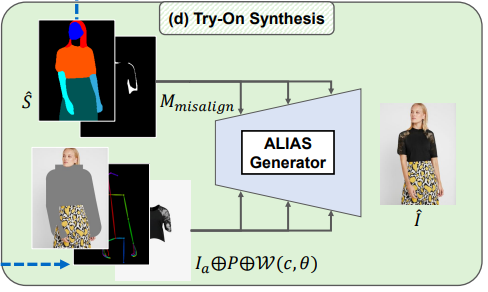 (d) Try-On Synthesis
Ŝ
M_misalign
ALIAS
Generator
Î
I_a⊕P⊕𝒲(c, θ)